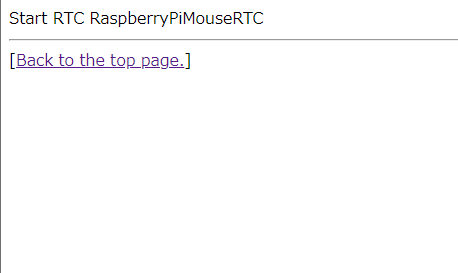 Start RTC RaspberryPiMouseRTC
[Back to the top page.]